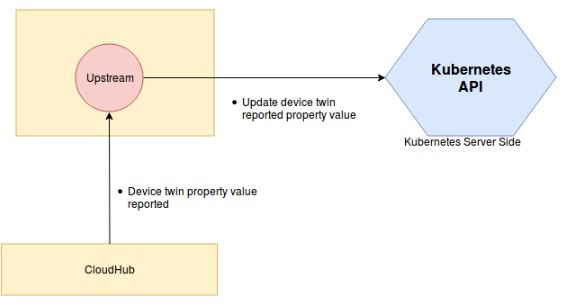 Upstream
Kubernetes
API
Update device twin
reported property value
Kubernetes Server Side
Device twin property value
reported
CloudHub